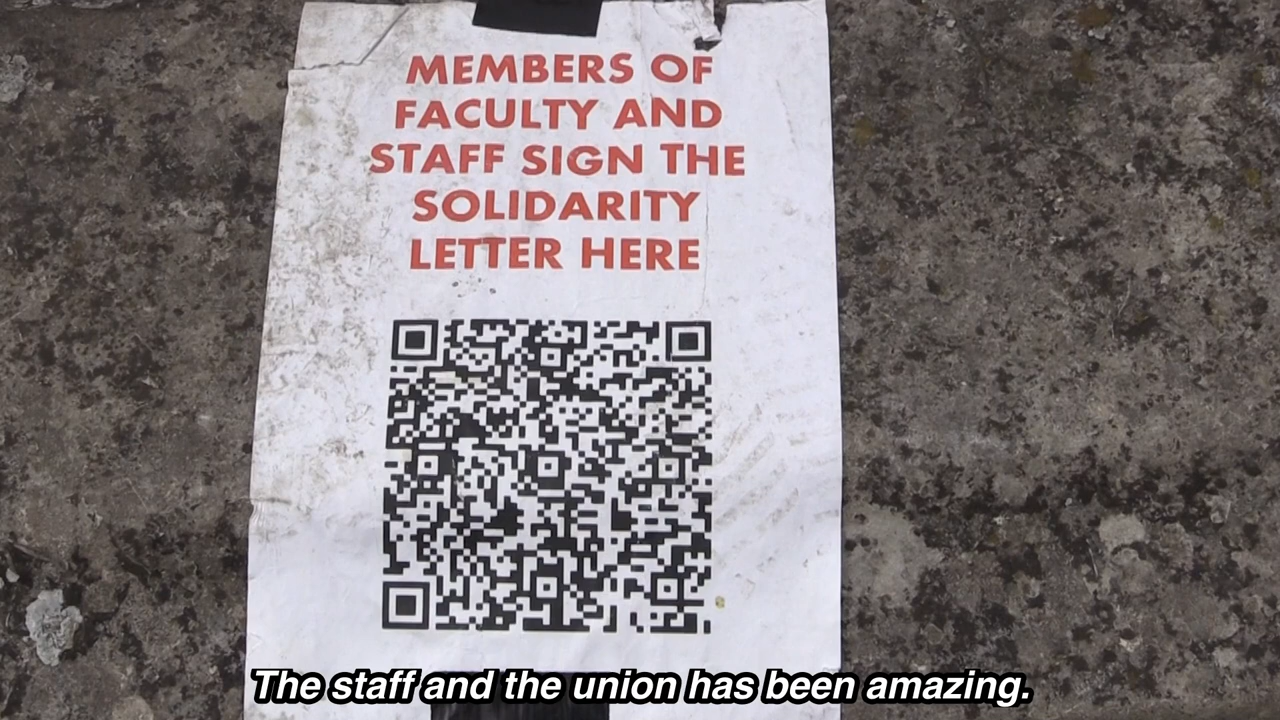 MEMBERS OF
FACULTY AND
STAFF SIGN THE
SOLIDARITY
LETTER HERE
The staff and the union has been amazing.